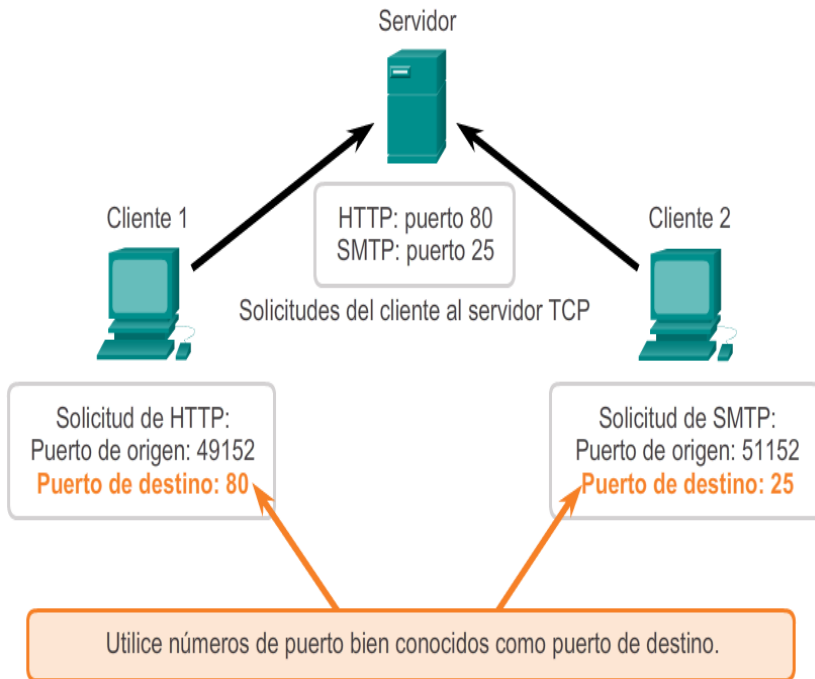 Servidor
Cliente 1
HTTP: puerto 80
SMTP: puerto 25
Cliente 2
Solicitudes del cliente al servidor TCP
Solicitud de HTTP:
Puerto de origen: 49152
Puerto de destino: 80
Solicitud de SMTP:
Puerto de origen: 51152
Puerto de destino: 25
Utilice números de puerto bien conocidos como puerto de destino.